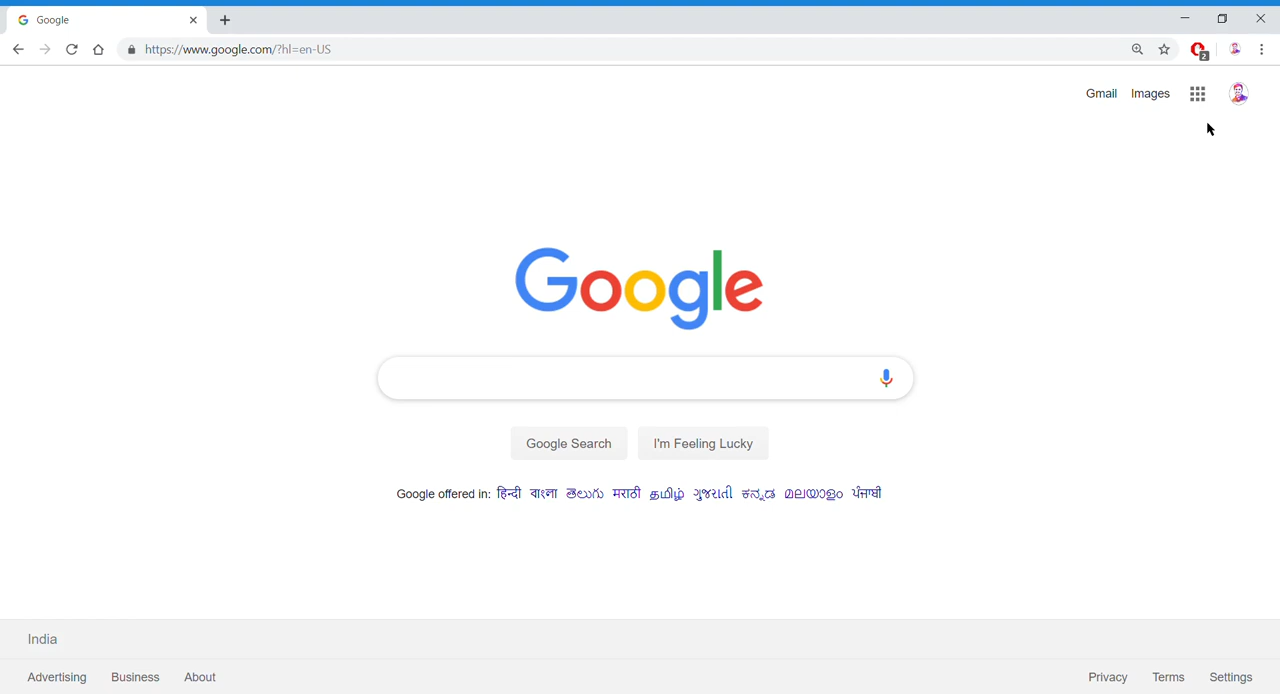 Google
https://www.google.com/?hl=en-US
2
Gmail Images
Google
Google Search I'm Feeling Lucky
Google offered in: हिन्दी বাংলা తెలుగు मराठी தமிழ் ગુજરાતી ಕನ್ನಡ മലയാളം ਪੰਜਾਬੀ
India
Advertising Business About Privacy Terms Settings